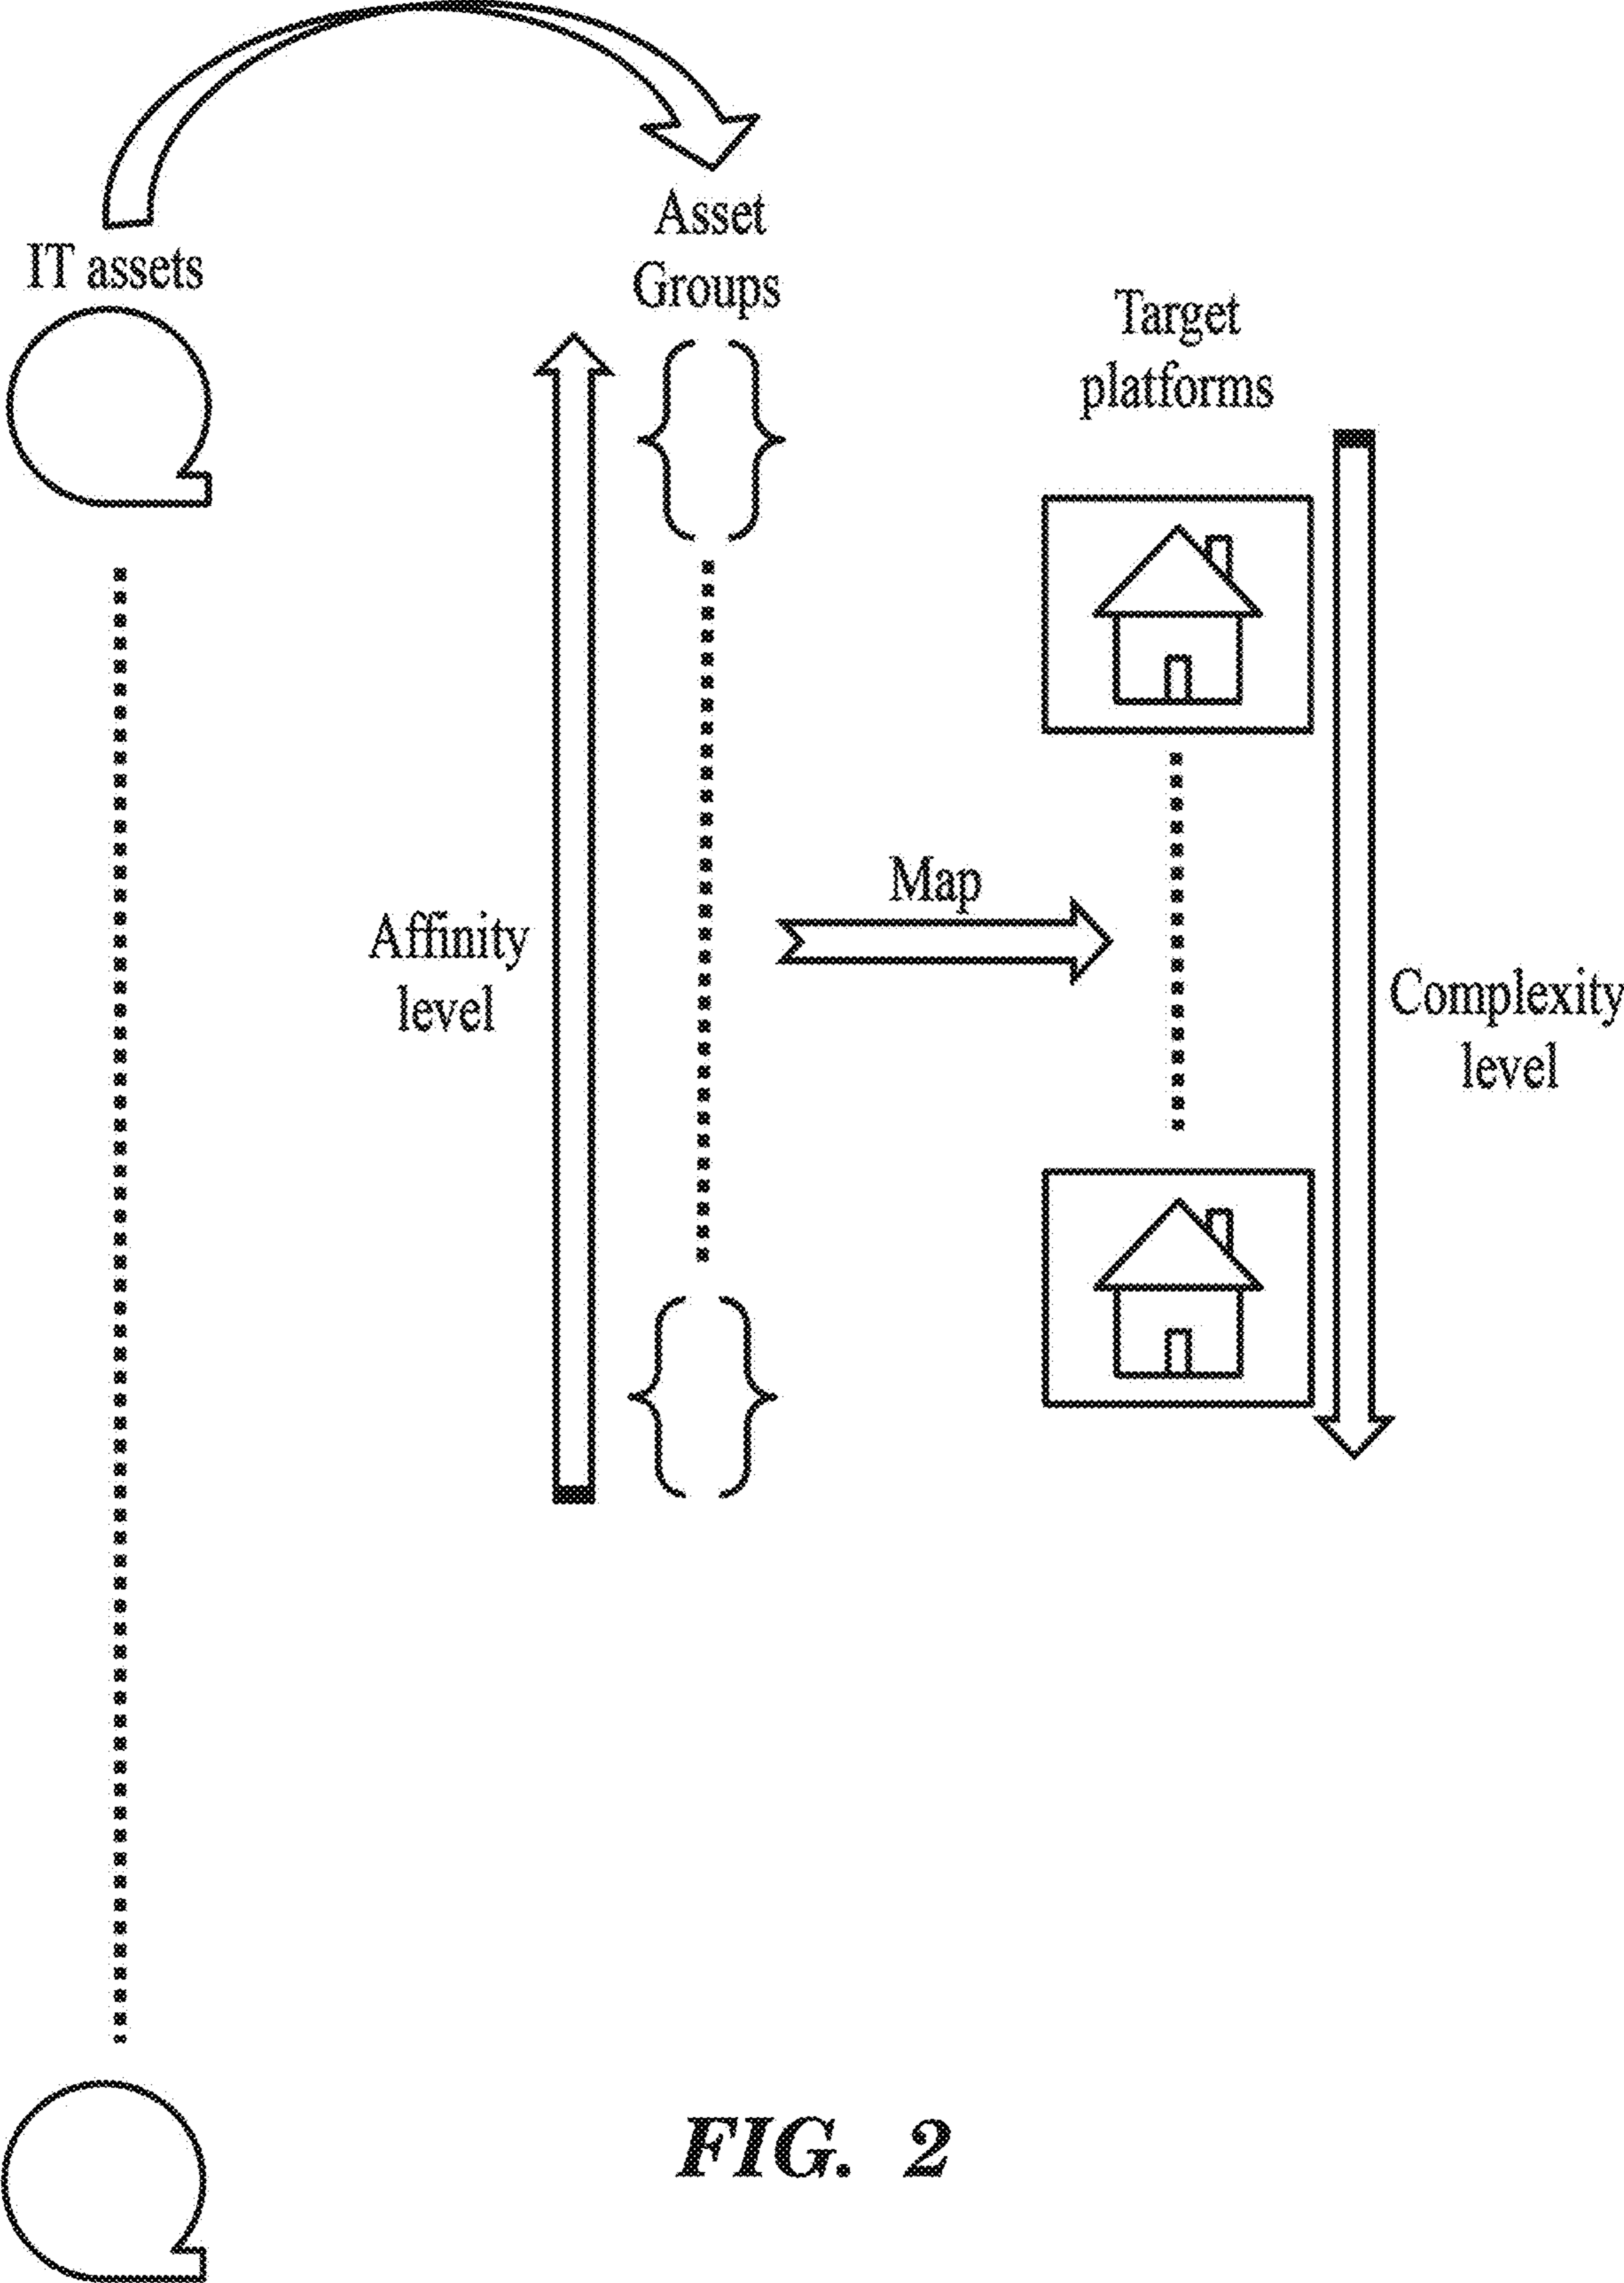 IT assets
Asset
Groups
Target
platforms
Map
Affinity
level
Complexity
level
FIG. 2